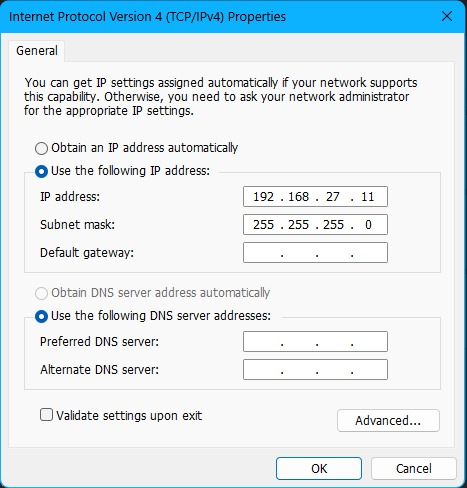 Internet Protocol Version 4 (TCP/IPv4) Properties
General
You can get IP settings assigned automatically if your network supports
this capability. Otherwise, you need to ask your network administrator
for the appropriate IP settings.
Obtain an IP address automatically
Use the following IP address:
IP address: 192 . 168 . 27 . 11
Subnet mask: 255 . 255 . 255 . 0
Default gateway: . . .
Obtain DNS server address automatically
Use the following DNS server addresses:
Preferred DNS server: . . .
Alternate DNS server: . . .
Validate settings upon exit
Advanced...
OK Cancel